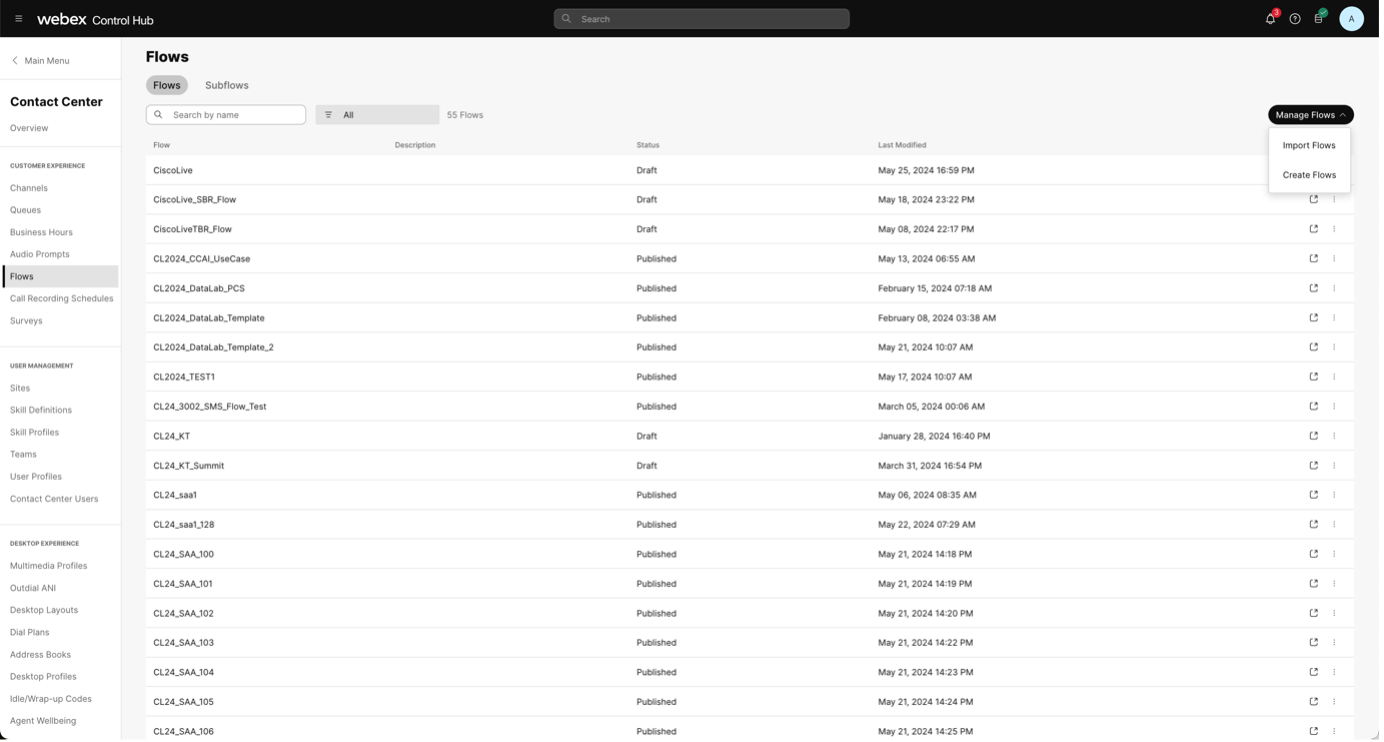 webex Control Hub
Search
3
A
Main Menu
Contact Center
Overview
CUSTOMER EXPERIENCE
Channels
Queues
Business Hours
Audio Prompts
Flows
Call Recording Schedules
Surveys
USER MANAGEMENT
Sites
Skill Definitions
Skill Profiles
Teams
User Profiles
Contact Center Users
DESKTOP EXPERIENCE
Multimedia Profiles
Outdial ANI
Desktop Layouts
Dial Plans
Address Books
Desktop Profiles
Idle/Wrap-up Codes
Agent Wellbeing
Flows
Flows Subflows
Search by name All 55 Flows Manage Flows
Import Flows
Create Flows
Flow Description Status Last Modified
CiscoLive Draft May 25, 2024 16:59 PM
CiscoLive_SBR_Flow Draft May 18, 2024 23:22 PM
CiscoLiveTBR_Flow Draft May 08, 2024 22:17 PM
CL2024_CCAI_UseCase Published May 13, 2024 06:55 AM
CL2024_DataLab_PCS Published February 15, 2024 07:18 AM
CL2024_DataLab_Template Published February 08, 2024 03:38 AM
CL2024_DataLab_Template_2 Published May 21, 2024 10:07 AM
CL2024_TEST1 Published May 17, 2024 10:07 AM
CL24_3002_SMS_Flow_Test Published March 05, 2024 00:06 AM
CL24_KT Draft January 28, 2024 16:40 PM
CL24_KT_Summit Draft March 31, 2024 16:54 PM
CL24_saa1 Published May 06, 2024 08:35 AM
CL24_saa1_128 Published May 22, 2024 07:29 AM
CL24_SAA_100 Published May 21, 2024 14:18 PM
CL24_SAA_101 Published May 21, 2024 14:19 PM
CL24_SAA_102 Published May 21, 2024 14:20 PM
CL24_SAA_103 Published May 21, 2024 14:22 PM
CL24_SAA_104 Published May 21, 2024 14:23 PM
CL24_SAA_105 Published May 21, 2024 14:24 PM
CL24_SAA_106 Published May 21, 2024 14:25 PM